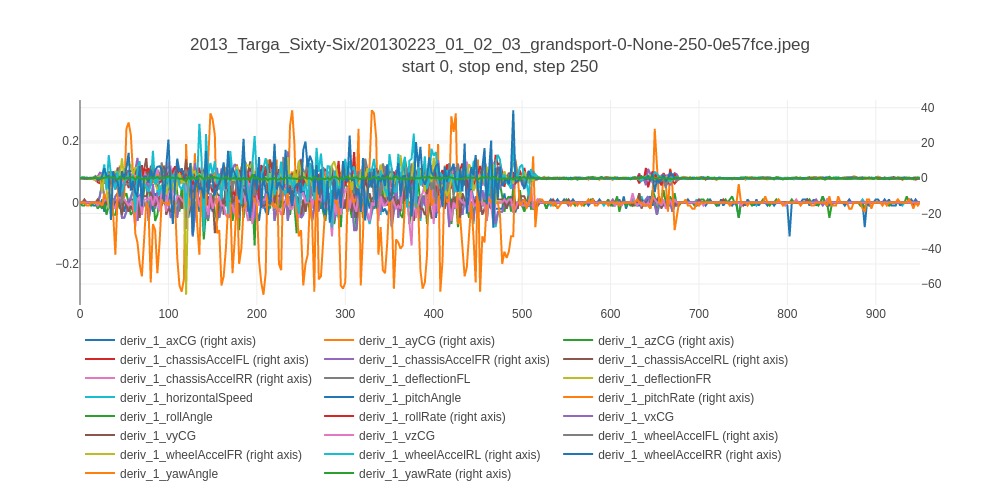 2013_Targa_Sixty-Six/20130223_01_02_03_grandsport-0-None-250-0e57fce.jpeg
start 0, stop end, step 250
40
0.2
20
0
0
−20
−0.2
−40
−60
0 100 200 300 400 500 600 700 800 900
deriv_1_axCG (right axis) deriv_1_ayCG (right axis) deriv_1_azCG (right axis)
deriv_1_chassisAccelFL (right axis) deriv_1_chassisAccelFR (right axis) deriv_1_chassisAccelRL (right axis)
deriv_1_chassisAccelRR (right axis) deriv_1_deflectionFL deriv_1_deflectionFR
deriv_1_horizontalSpeed deriv_1_pitchAngle deriv_1_pitchRate (right axis)
deriv_1_rollAngle deriv_1_rollRate (right axis) deriv_1_vxCG
deriv_1_vyCG deriv_1_vzCG deriv_1_wheelAccelFL (right axis)
deriv_1_wheelAccelFR (right axis) deriv_1_wheelAccelRL (right axis) deriv_1_wheelAccelRR (right axis)
deriv_1_yawAngle deriv_1_yawRate (right axis)